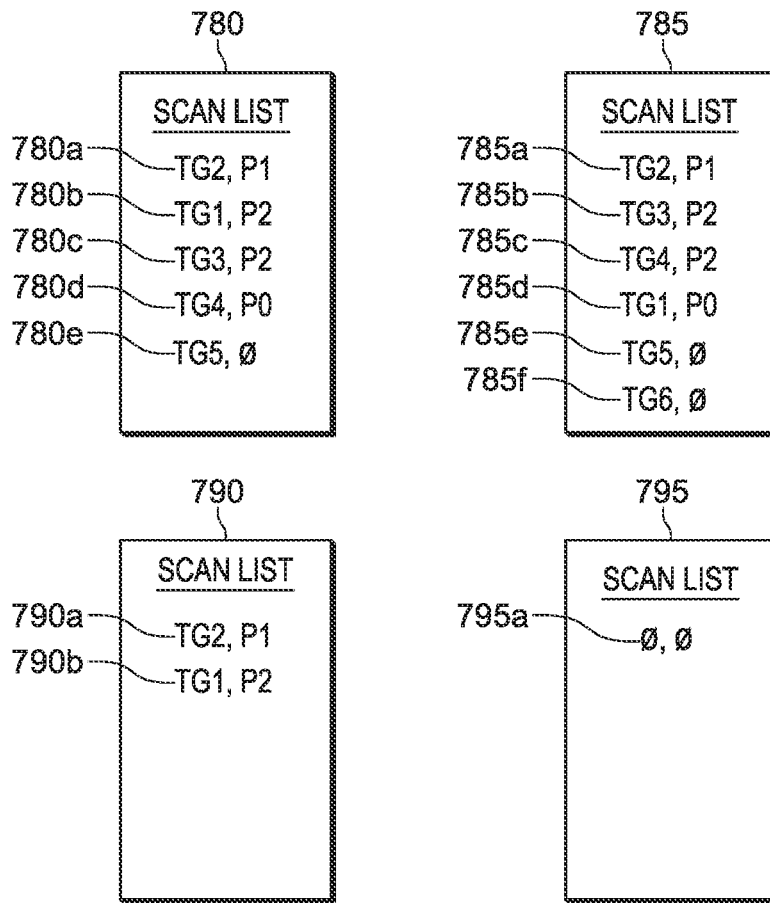 780
SCAN LIST
780a TG2, P1
780b TG1, P2
780c TG3, P2
780d TG4, P0
780e TG5, Ø
785
SCAN LIST
785a TG2, P1
785b TG3, P2
785c TG4, P2
785d TG1, P0
785e TG5, Ø
785f TG6, Ø
790
SCAN LIST
790a TG2, P1
790b TG1, P2
795
SCAN LIST
795a Ø, Ø